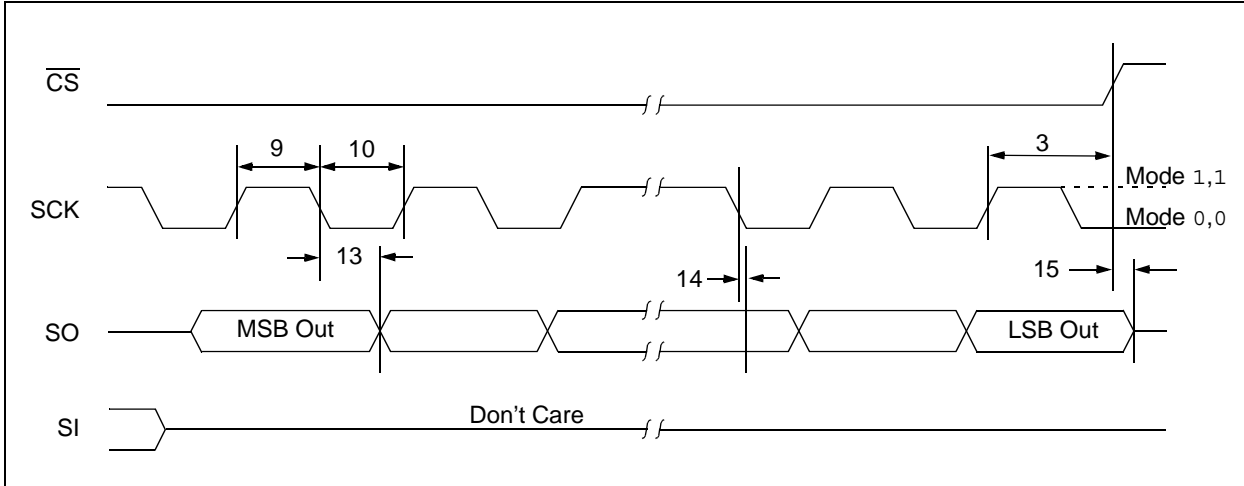 CS
9
10
3
SCK
Mode 1,1
Mode 0,0
13
14
15
SO
MSB Out
LSB Out
SI
Don't Care